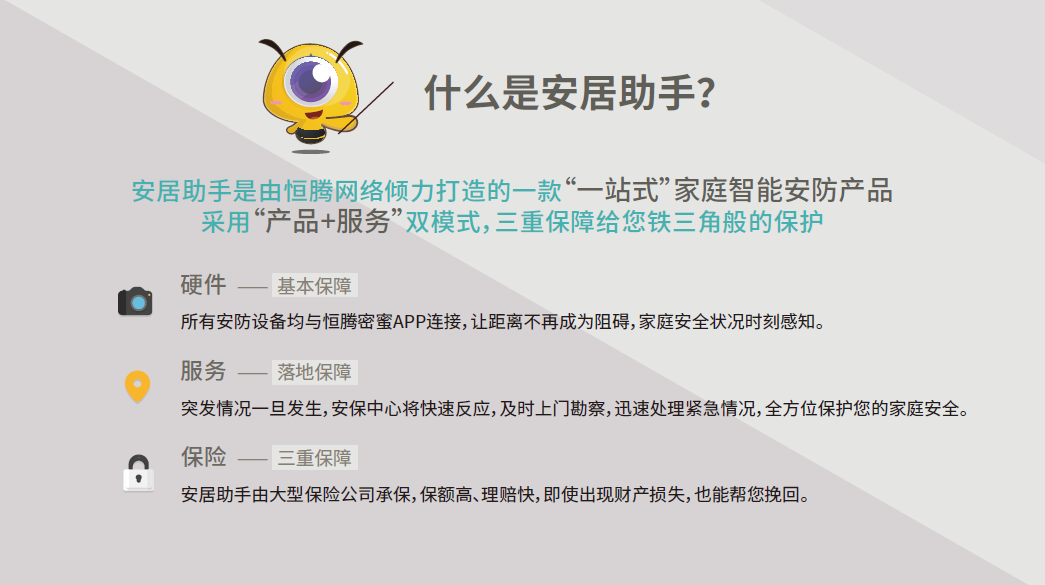 什么是安居助手?
安居助手是由恒腾网络倾力打造的一款“一站式”家庭智能安防产品
采用“产品+服务”双模式，三重保障给您铁三角般的保护
硬件 —— 基本保障
所有安防设备均与恒腾密蜜APP连接，让距离不再成为阻碍，家庭安全状况时刻感知。
服务 —— 落地保障
突发情况一旦发生，安保中心将快速反应，及时上门勘察，迅速处理紧急情况，全方位保护您的家庭安全。
保险 —— 三重保障
安居助手由大型保险公司承保，保额高、理赔快，即使出现财产损失，也能帮您挽回。